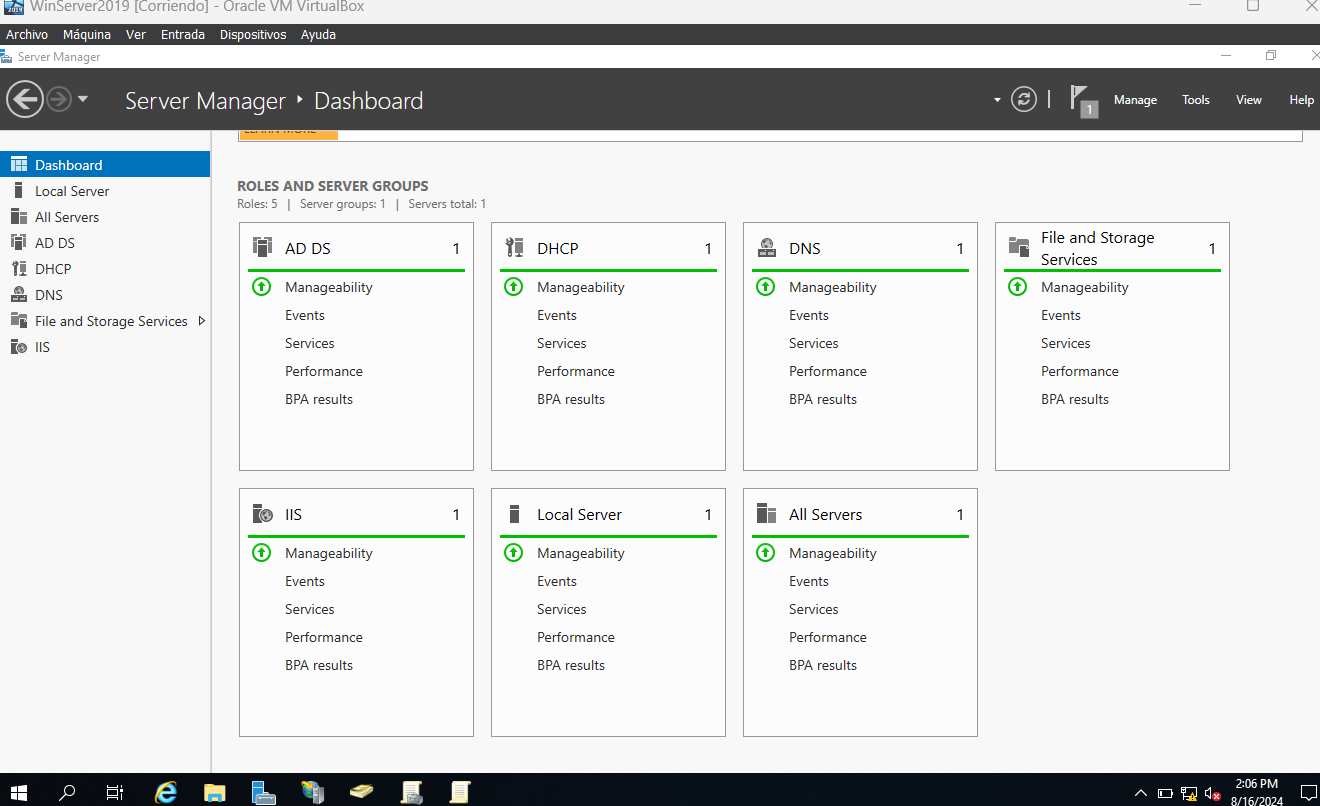 WinServer2019 [Corriendo] - Oracle VM VirtualBox
Archivo Máquina Ver Entrada Dispositivos Ayuda
Server Manager
Server Manager ‣ Dashboard
1
Manage Tools View Help
LEARN MORE
Dashboard
Local Server
All Servers
AD DS
DHCP
DNS
File and Storage Services
IIS
ROLES AND SERVER GROUPS
Roles: 5 | Server groups: 1 | Servers total: 1
AD DS 1
Manageability
Events
Services
Performance
BPA results
DHCP 1
Manageability
Events
Services
Performance
BPA results
DNS 1
Manageability
Events
Services
Performance
BPA results
File and Storage
Services 1
Manageability
Events
Services
Performance
BPA results
IIS 1
Manageability
Events
Services
Performance
BPA results
Local Server 1
Manageability
Events
Services
Performance
BPA results
All Servers 1
Manageability
Events
Services
Performance
BPA results
2:06 PM
8/16/2024